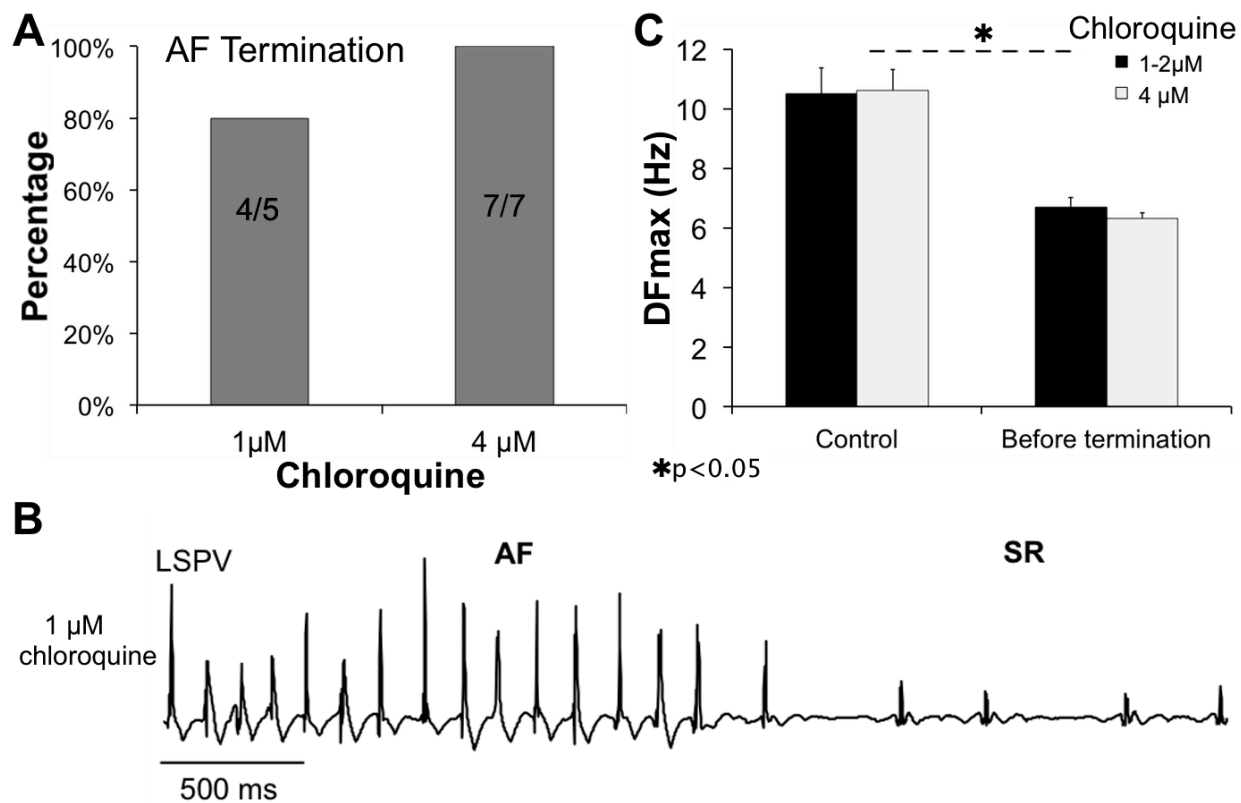 A
AF Termination
Percentage
100%
80%
60%
40%
20%
0%
4/5
7/7
1µM
4 µM
Chloroquine
C
Chloroquine
1-2µM
4 µM
*
DFmax (Hz)
12
10
8
6
4
2
0
Control
Before termination
*p<0.05
B
LSPV
AF
SR
1 µM
chloroquine
500 ms